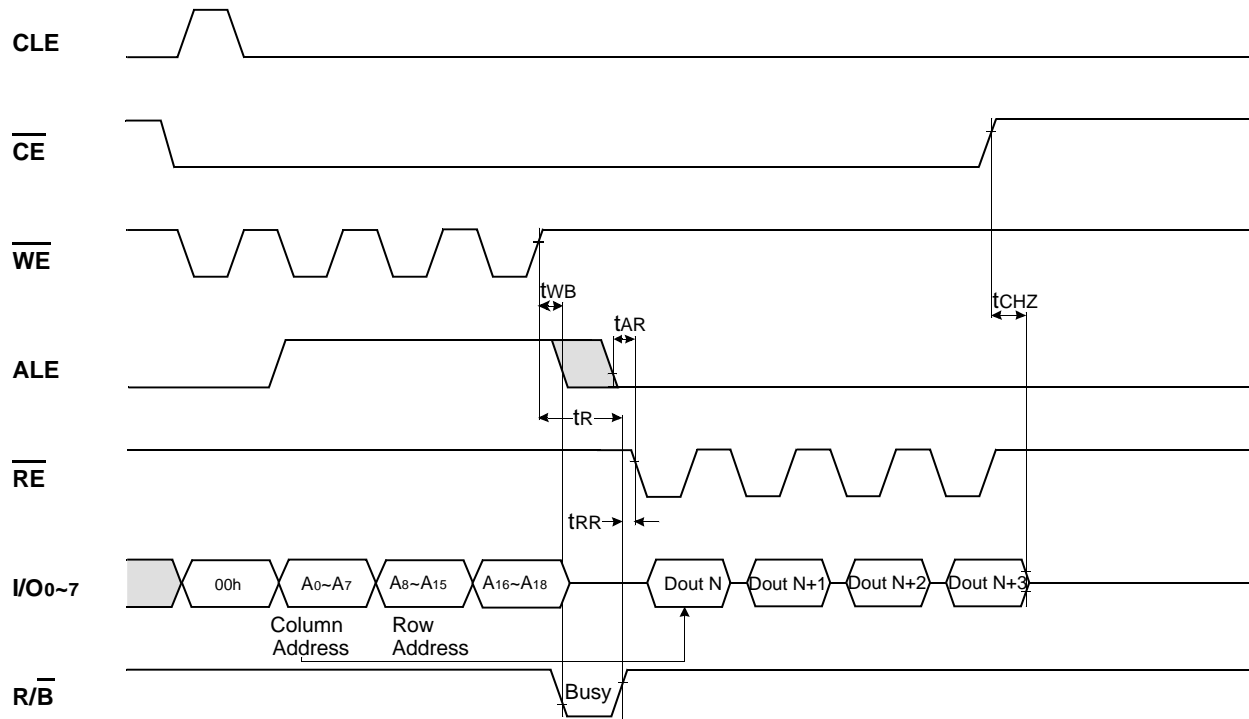 CLE
CE
WE
tWB
tCHZ
tAR
ALE
tR
RE
tRR
I/O0~7
00h
A0~A7
A8~A15
A16~A18
Dout N
Dout N+1
Dout N+2
Dout N+3
Column
Address
Row
Address
R/B
Busy